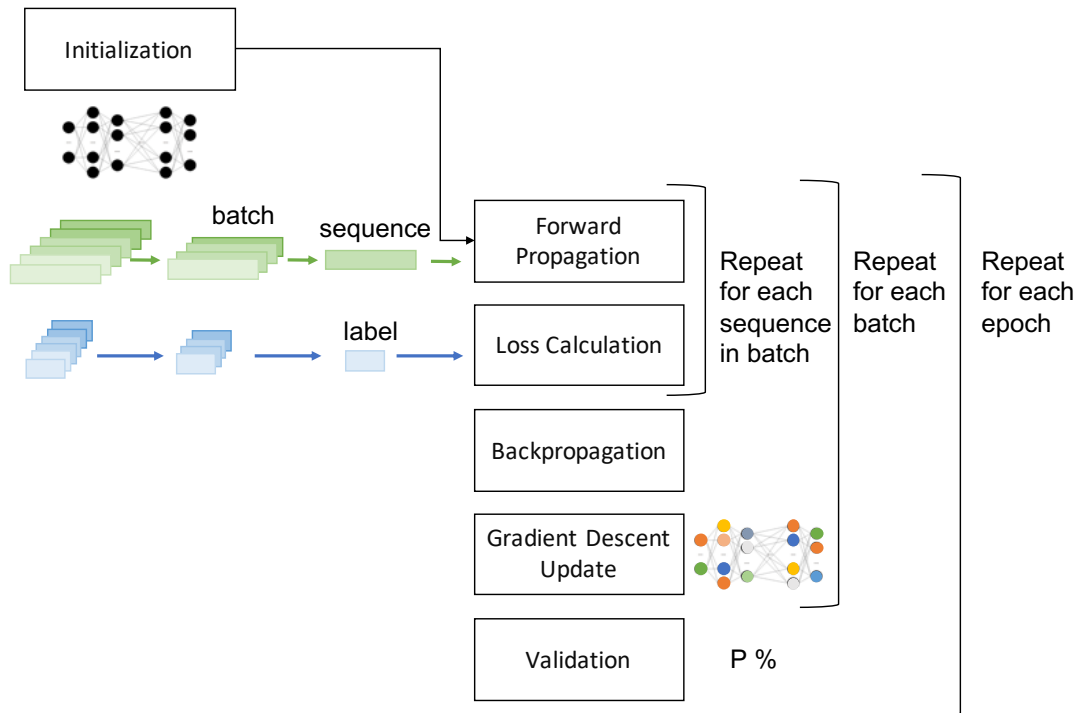 Initialization
batch
sequence
Forward
Propagation
Repeat
for each
sequence
in batch
Repeat
for each
batch
Repeat
for each
epoch
label
Loss Calculation
Backpropagation
Gradient Descent
Update
Validation
P %